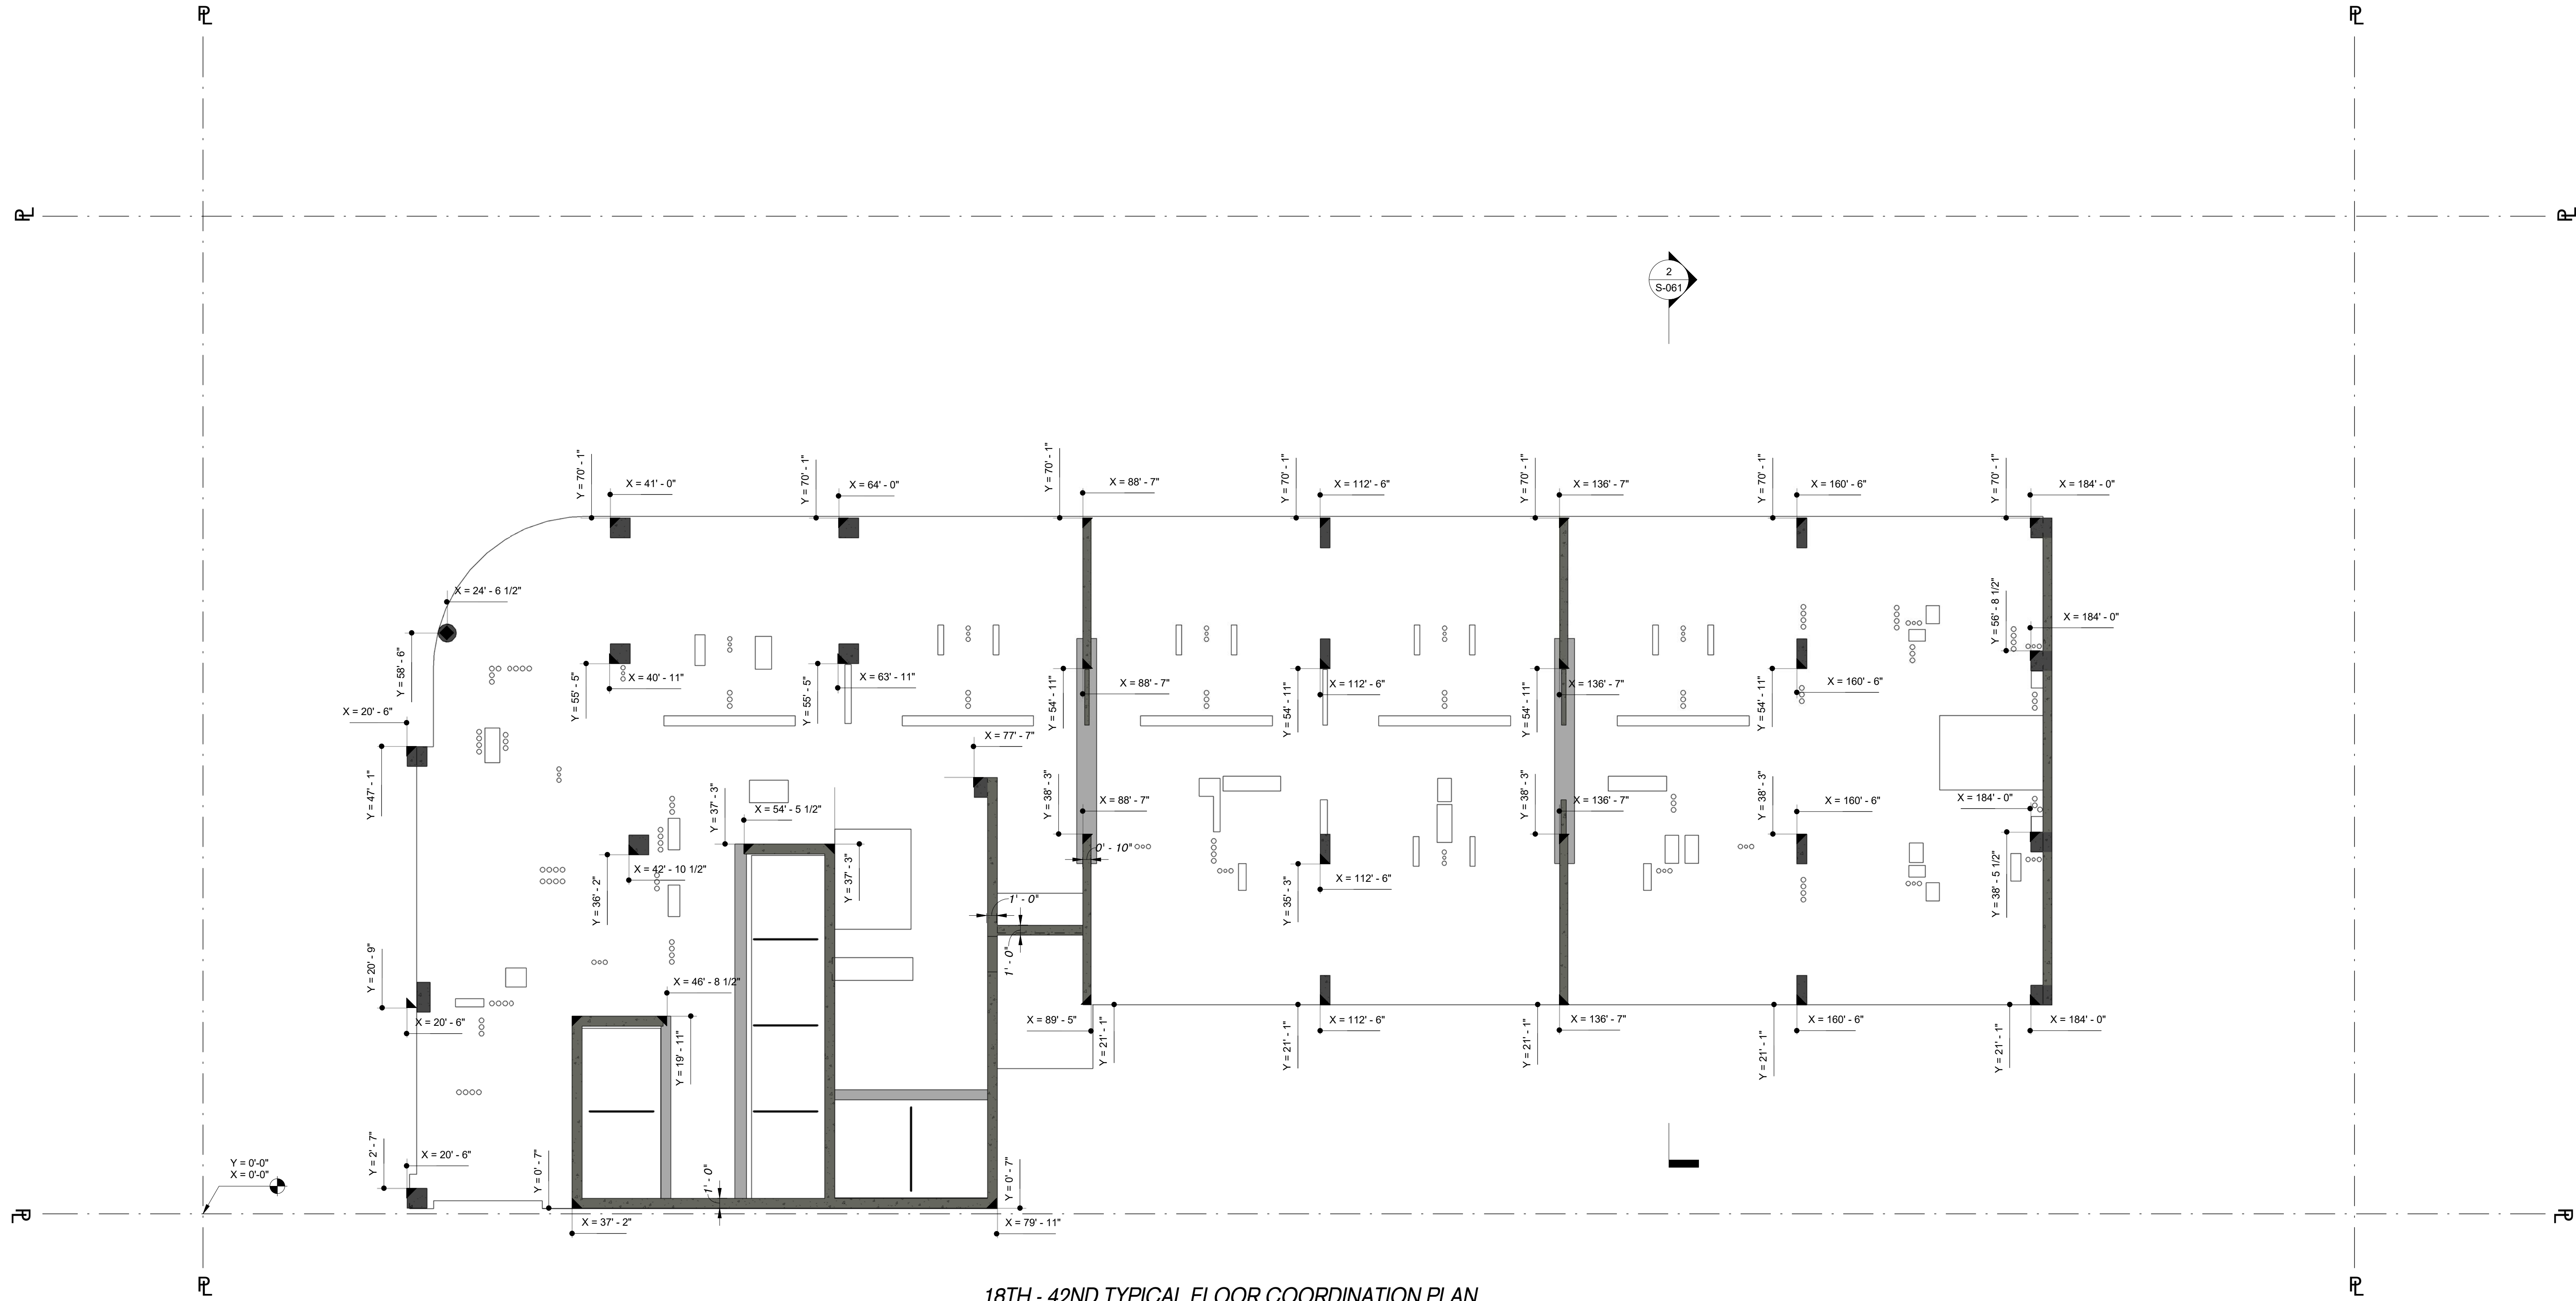 PL
PL
PL
PL
2
S-061
Y = 70' - 1"
X = 41' - 0"
Y = 70' - 1"
X = 64' - 0"
Y = 70' - 1"
X = 88' - 7"
Y = 70' - 1"
X = 112' - 6"
Y = 70' - 1"
X = 136' - 7"
Y = 70' - 1"
X = 160' - 6"
Y = 70' - 1"
X = 184' - 0"
X = 24' - 6 1/2"
Y = 58' - 6"
Y = 56' - 8 1/2"
X = 184' - 0"
X = 20' - 6"
Y = 55' - 5"
X = 40' - 11"
Y = 55' - 5"
X = 63' - 11"
Y = 54' - 11"
X = 88' - 7"
Y = 54' - 11"
X = 112' - 6"
Y = 54' - 11"
X = 136' - 7"
Y = 54' - 11"
X = 160' - 6"
Y = 47' - 1"
X = 77' - 7"
Y = 37' - 3"
X = 54' - 5 1/2"
Y = 38' - 3"
X = 88' - 7"
Y = 38' - 3"
X = 136' - 7"
Y = 38' - 3"
X = 160' - 6"
X = 184' - 0"
0' - 10"
Y = 36' - 2"
X = 42' - 10 1/2"
Y = 37' - 3"
Y = 35' - 3"
X = 112' - 6"
Y = 38' - 5 1/2"
1' - 0"
1' - 0"
Y = 20' - 9"
X = 20' - 6"
X = 46' - 8 1/2"
Y = 19' - 11"
X = 89' - 5"
Y = 21' - 1"
Y = 21' - 1"
X = 112' - 6"
Y = 21' - 1"
X = 136' - 7"
Y = 21' - 1"
X = 160' - 6"
Y = 21' - 1"
X = 184' - 0"
Y = 2' - 7"
X = 20' - 6"
Y = 0'-0"
X = 0'-0"
Y = 0' - 7"
1' - 0"
Y = 0' - 7"
X = 37' - 2"
X = 79' - 11"
PL
PL
PL
PL
18TH - 42ND TYPICAL FLOOR COORDINATION PLAN